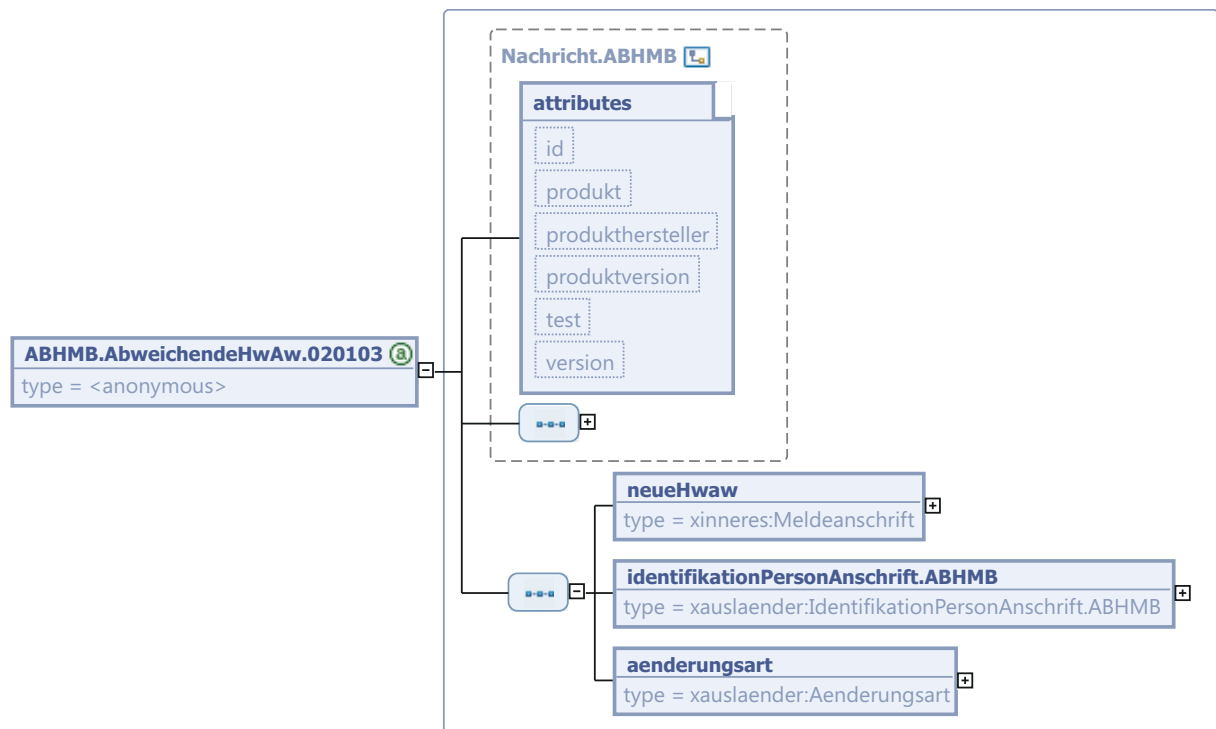 Nachricht.ABHMB
attributes
id
produkt
produkthersteller
produktversion
test
version
ABHMB.AbweichendeHwAw.020103 @
type = <anonymous>
neueHwaw
type = xinneres:Meldeanschrift
identifikationPersonAnschrift.ABHMB
type = xauslaender:IdentifikationPersonAnschrift.ABHMB
aenderungsart
type = xauslaender:Aenderungsart